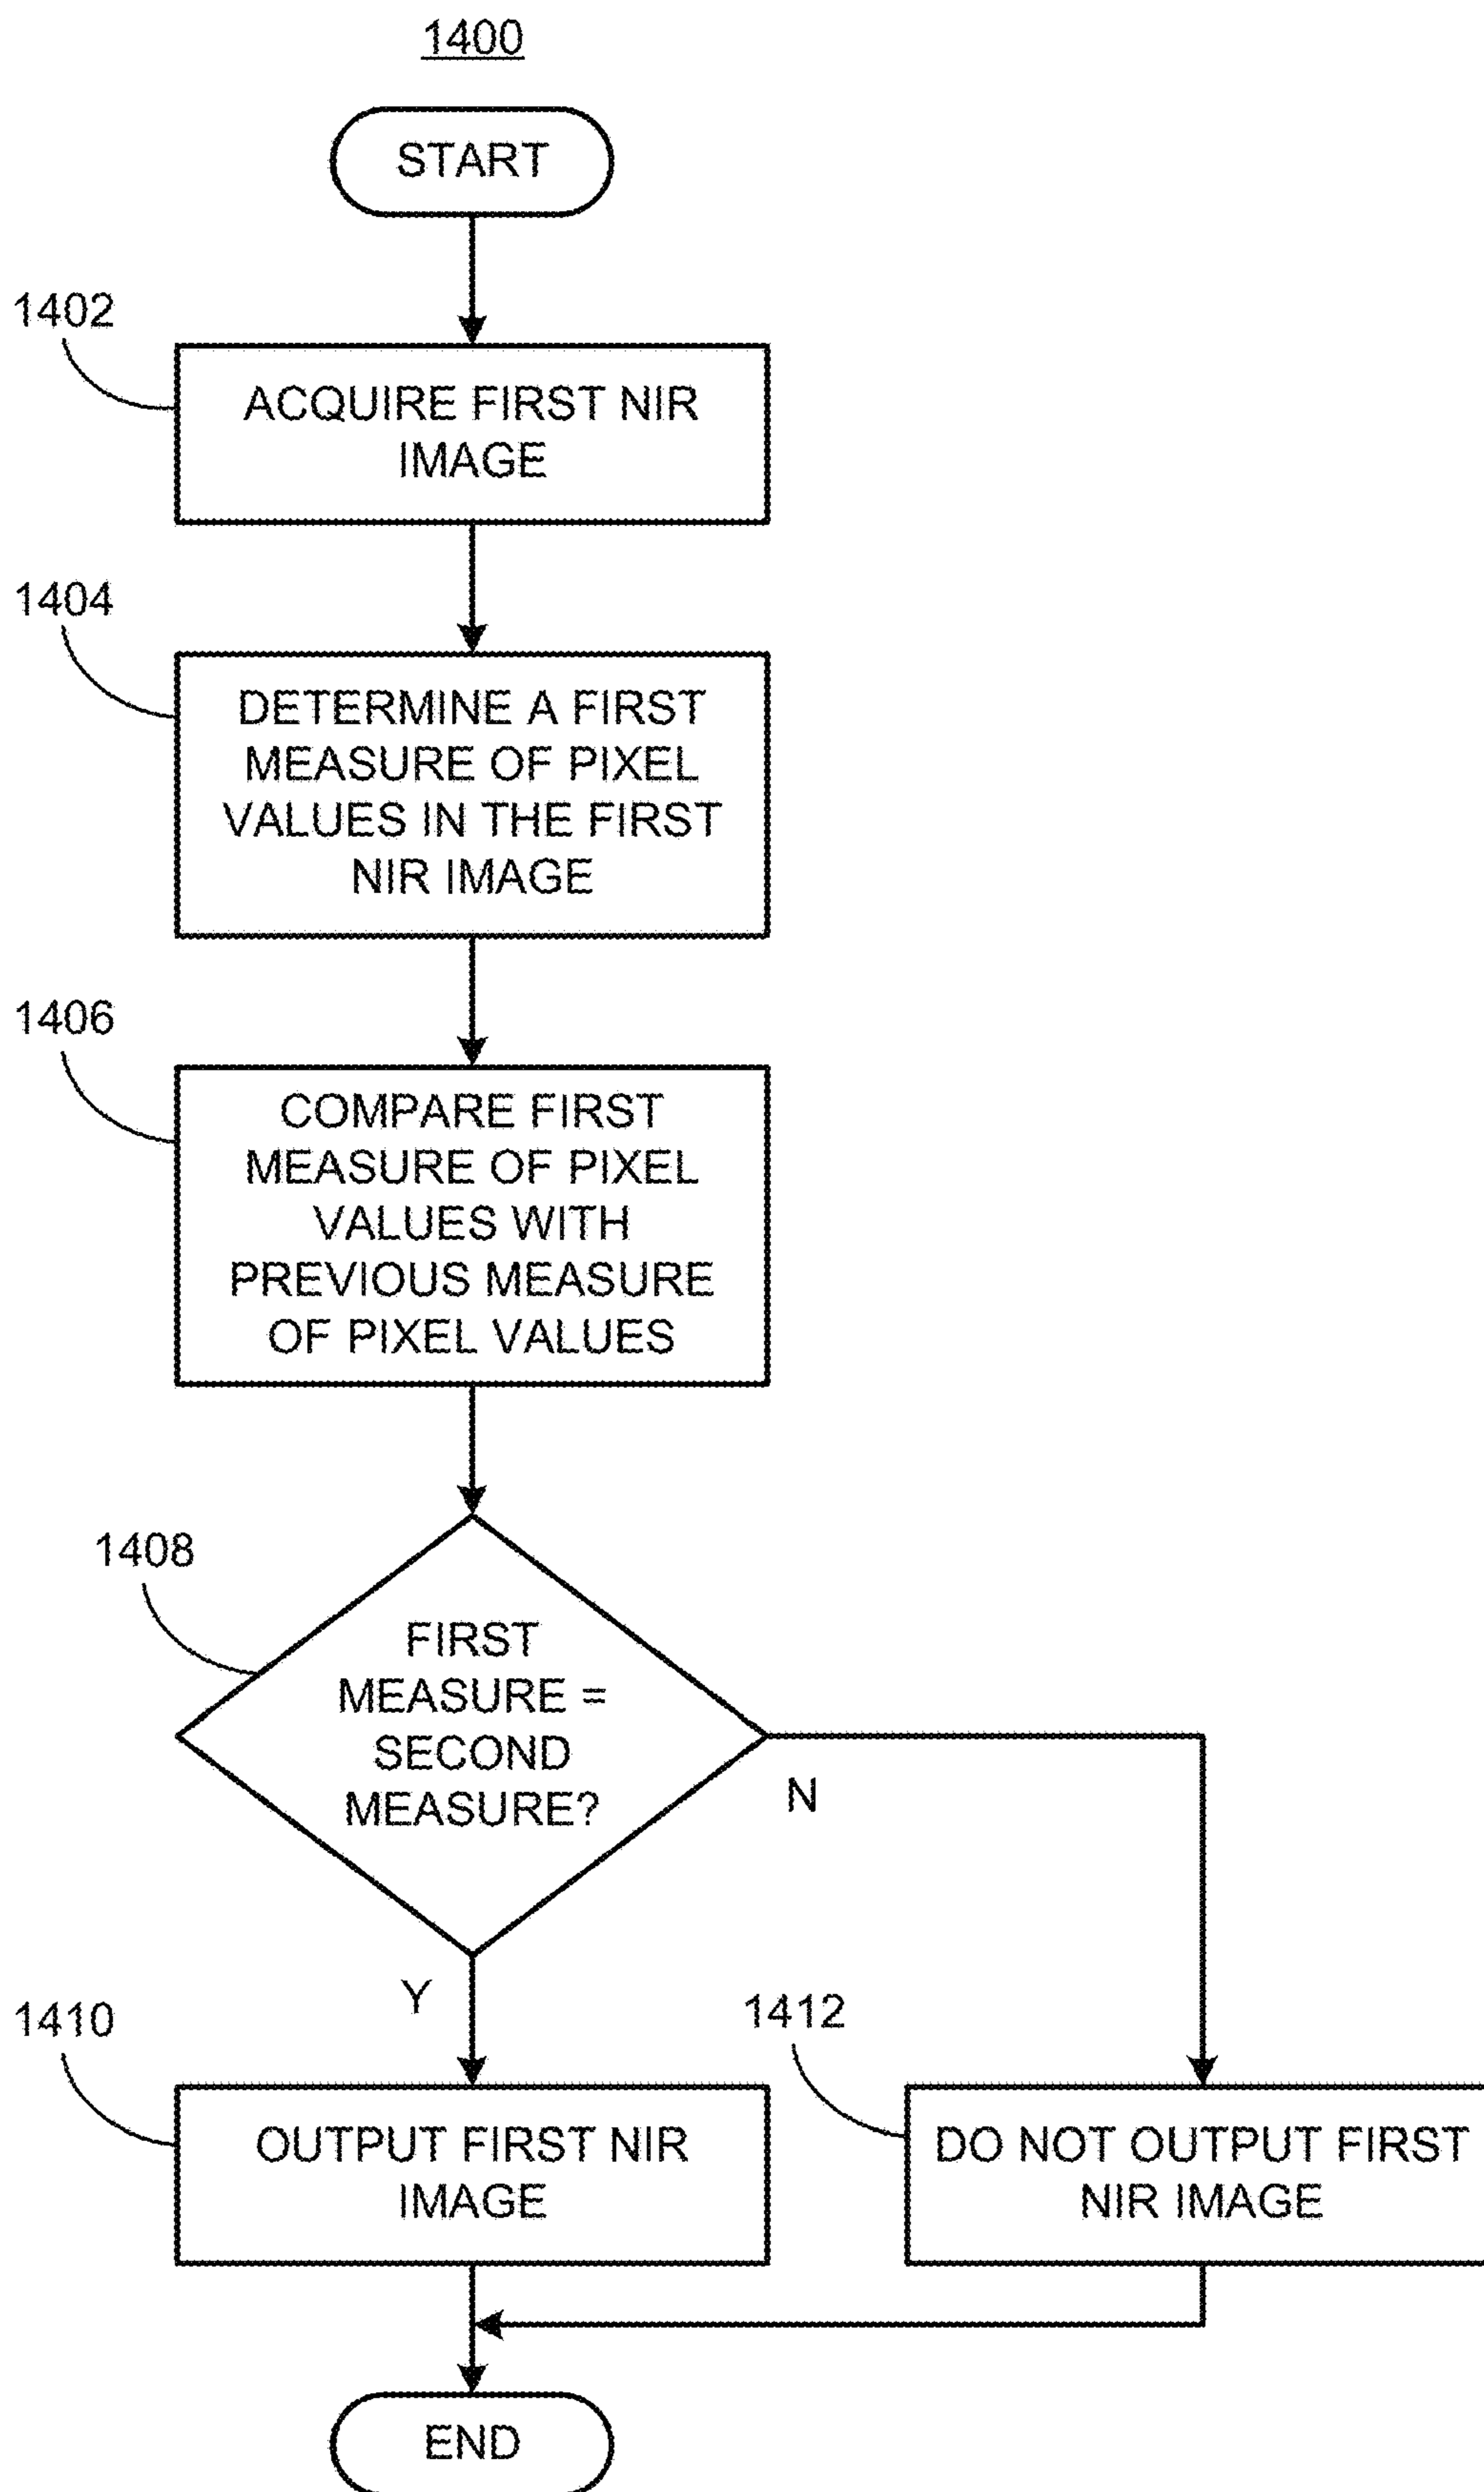 1400
START
1402
ACQUIRE FIRST NIR
IMAGE
1404
DETERMINE A FIRST
MEASURE OF PIXEL
VALUES IN THE FIRST
NIR IMAGE
1406
COMPARE FIRST
MEASURE OF PIXEL
VALUES WITH
PREVIOUS MEASURE
OF PIXEL VALUES
1408
FIRST
MEASURE =
SECOND
MEASURE?
N
Y
1410
OUTPUT FIRST NIR
IMAGE
1412
DO NOT OUTPUT FIRST
NIR IMAGE
END